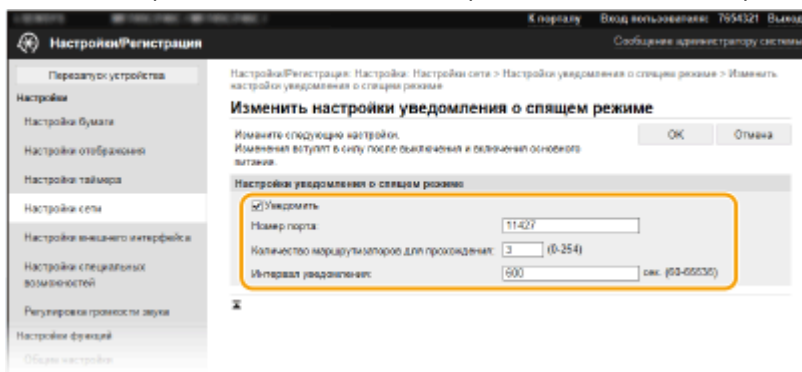 К порталу Вход пользователя: 7654321 Выход
Настройки/Регистрация
Сообщение администратору системы
Перезапуск устройства
Настройки
Настройки бумаги
Настройки отображения
Настройки таймера
Настройки сети
Настройки внешнего интерфейса
Настройки специальных
возможностей
Регулировка громкости звука
Настройки функций
Общие настройки
Настройки/Регистрация: Настройки: Настройки сети > Настройки уведомления о спящем режиме > Изменить
настройки уведомления о спящем режиме
Изменить настройки уведомления о спящем режиме
Измените следующие настройки.
Изменения вступят в силу после выключения и включения основного
питания.
OK Отмена
Настройки уведомления о спящем режиме
Уведомить
Номер порта: 11427
Количество маршрутизаторов для прохождения: 3 (0-254)
Интервал уведомления: 600 сек. (60-65535)